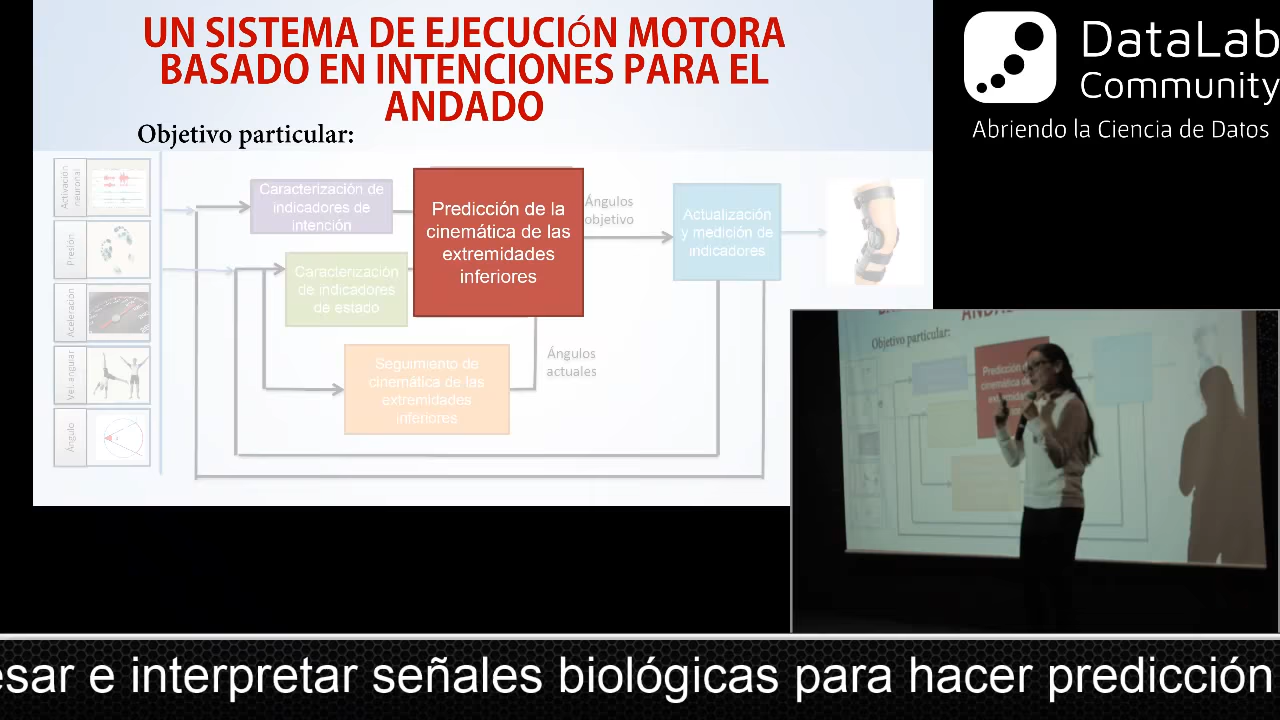 UN SISTEMA DE EJECUCIÓN MOTORA
BASADO EN INTENCIONES PARA EL
ANDADO
Objetivo particular:
Activación
neuronal
Presión
Aceleracion
Vel. angular
Ángulo
Caracterización de
indicadores de
intención
Caracterización
de indicadores
de estado
Predicción de la
cinemática de las
extremidades
inferiores
Seguimiento de
cinemática de las
extremidades
inferiores
Ángulos
objetivo
Ángulos
actuales
Actualización
y medición de
indicadores
DataLab
Community
Abriendo la Ciencia de Datos
Objetivo particular:
esar e interpretar señales biológicas para hacer predicción